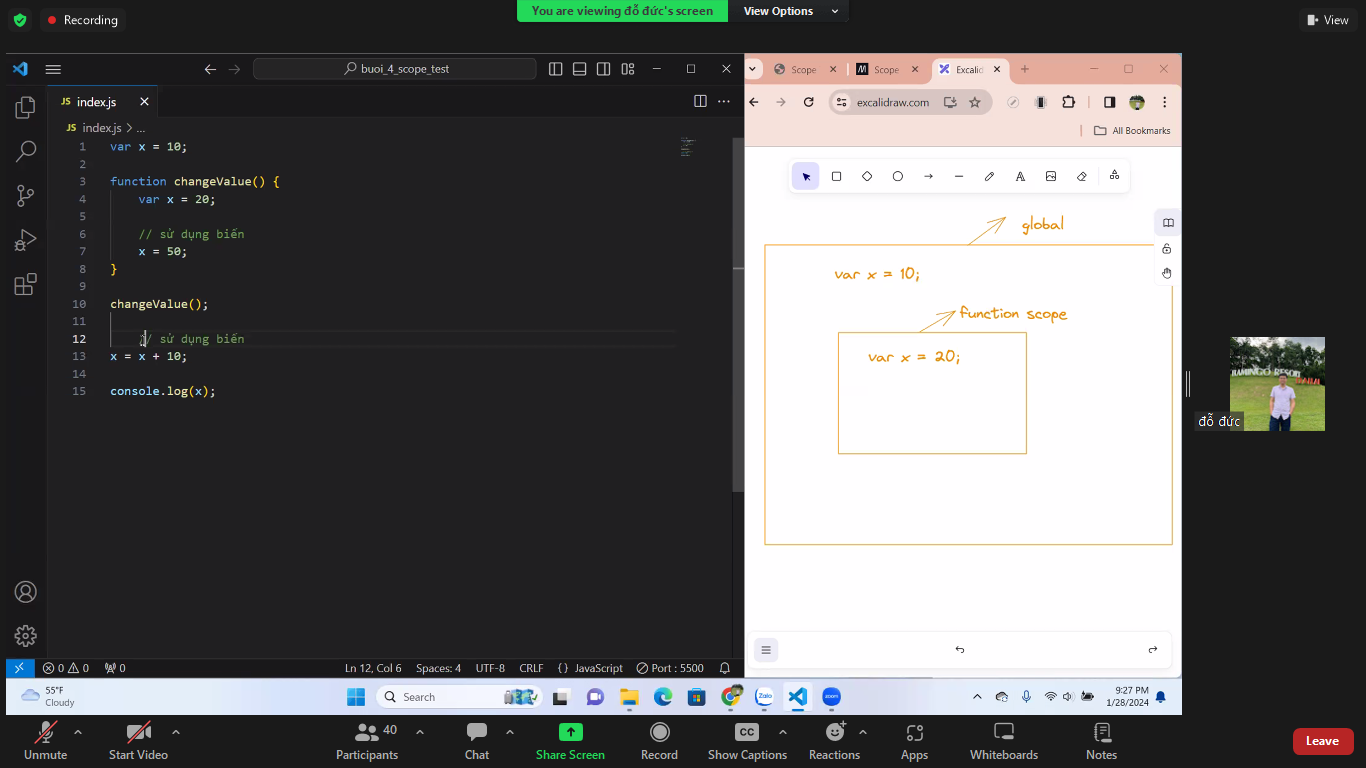 You are viewing đỗ đức's screen
View Options
Recording
View
buoi_4_scope_test
JS index.js
JS index.js > ...
1 var x = 10;
2
3 function changeValue() {
4 var x = 20;
5
6 // sử dụng biến
7 x = 50;
8 }
9
10 changeValue();
11
12 // sử dụng biến
13 x = x + 10;
14
15 console.log(x);
0 0 0
Ln 12, Col 6 Spaces: 4 UTF-8 CRLF {} JavaScript Port : 5500
Scope
Scope
Excalid
excalidraw.com
All Bookmarks
global
var x = 10;
function scope
var x = 20;
đỗ đức
55°F
Cloudy
Search
Zalo
zoom
9:27 PM
1/28/2024
Unmute
Start Video
Participants 40
Chat
Share Screen
Record
CC
Show Captions
Reactions
Apps
Whiteboards
Notes
Leave